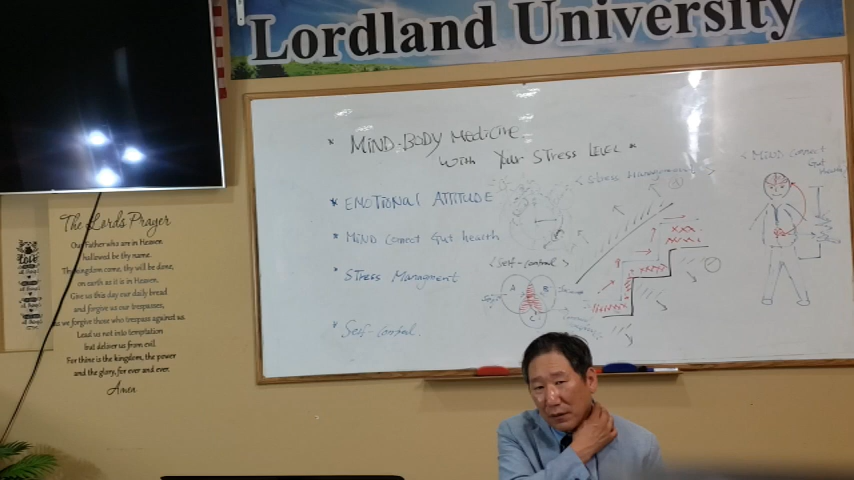 Lordland University
* MIND-BODY Medicine
with Your STress LeveL *
* EMOTIONAL ATTITUDE
* MiND Connect Gut health
* STress Managment
* Self-control.
< Stress Management >
< Self-control >
A
B
C
* MIND Connect
Gut
health
The Lord's Prayer
Our Father who are in Heaven
hallowed be thy name.
Thy kingdom come, thy will be done,
on earth as it is in Heaven.
Give us this day our daily bread
and forgive us our trespasses,
as we forgive those who trespass against us.
Lead us not into temptation
but deliver us from evil
For thine is the kingdom, the power
and the glory, for ever and ever.
Amen
LOVE